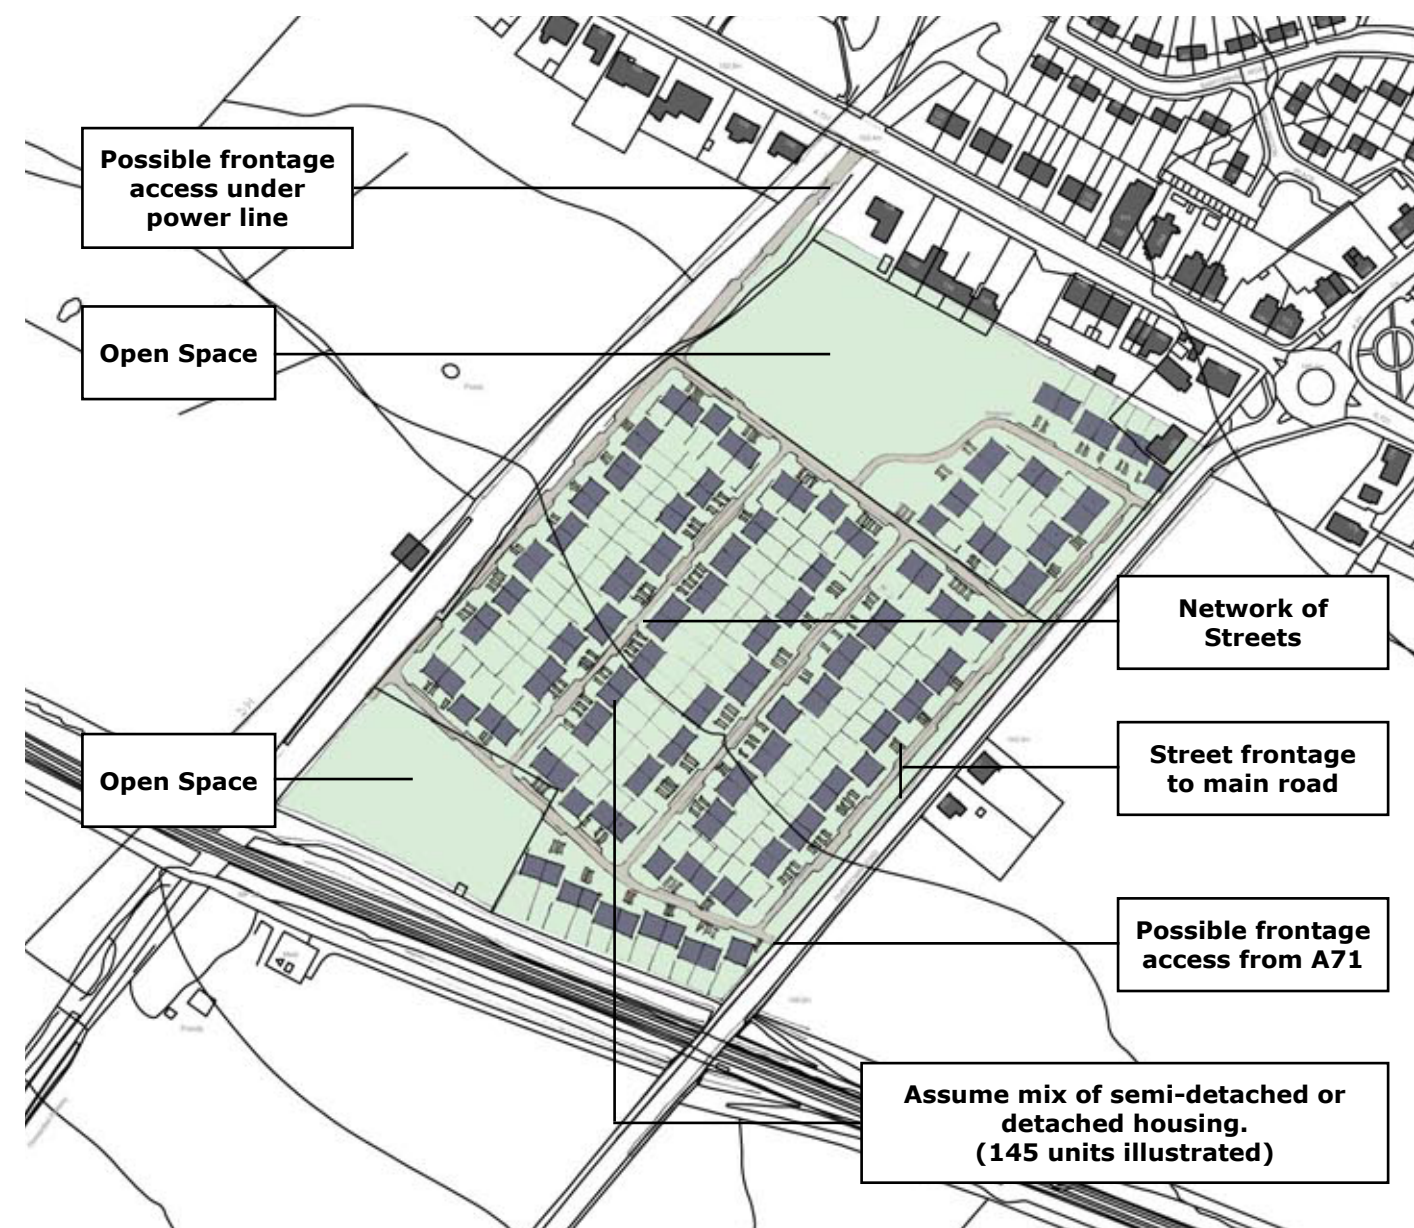 Possible frontage
access under
power line
Open Space
Network of
Streets
Street frontage
to main road
Open Space
Possible frontage
access from A71
Assume mix of semi-detached or
detached housing.
(145 units illustrated)